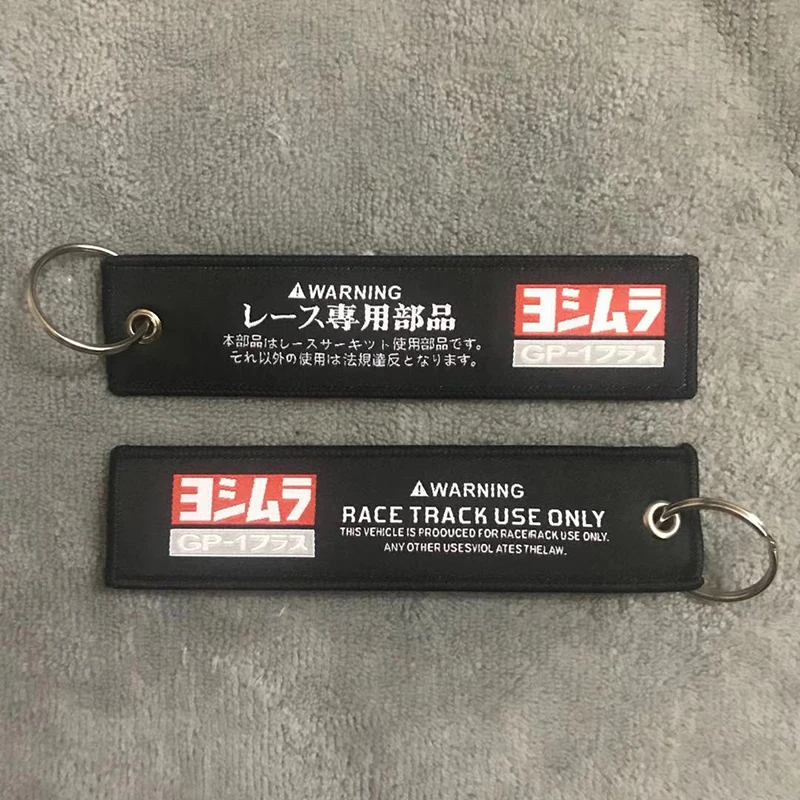 ⚠WARNING
レース専用部品
本部品はレースサーキット使用部品です。
それ以外の使用は法規違反となります。
ヨシムラ
GP-1プラス
ヨシムラ
GP-1プラス
⚠WARNING
RACE TRACK USE ONLY
THIS VEHICLE IS PRODUCED FOR RACE/RACK USE ONLY.
ANY OTHER USESVIOL ATES THELAW.